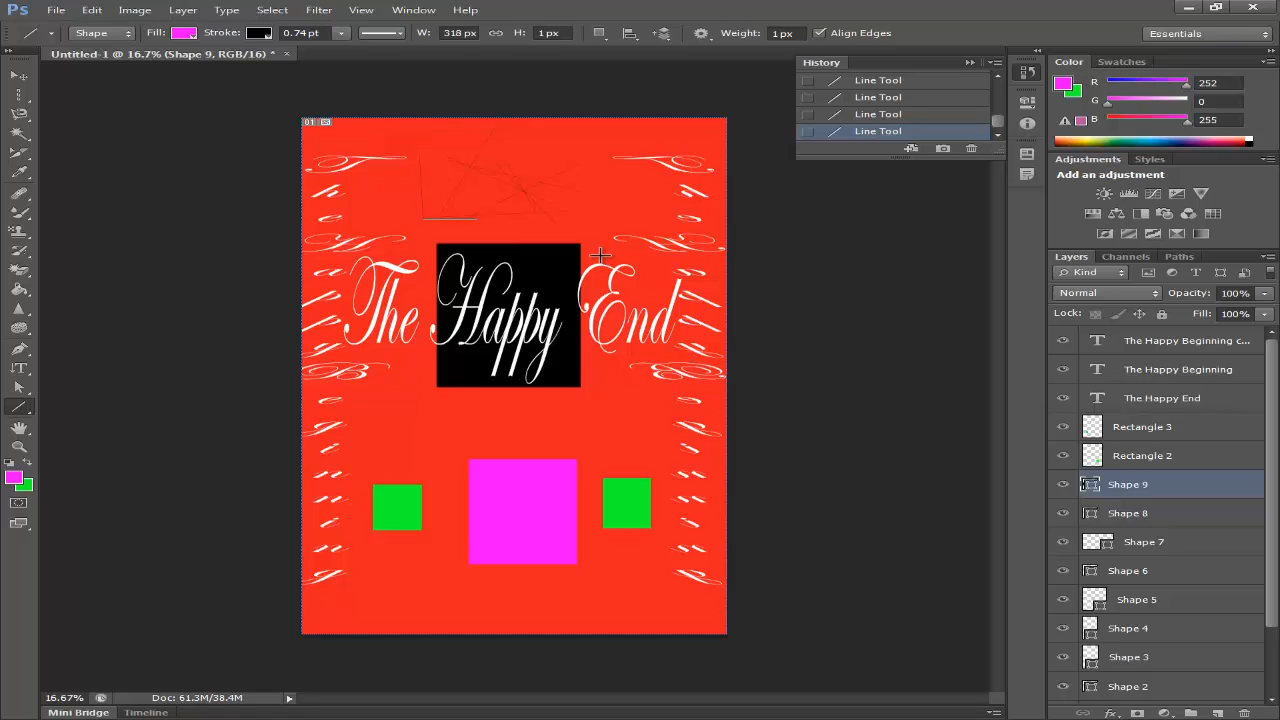 Ps File Edit Image Layer Type Select Filter View Window Help
Shape Fill: Stroke: 0.74 pt W: 318 px H: 1 px Weight: 1 px Align Edges Essentials
Untitled-1 @ 16.7% (Shape 9, RGB/16) * ×
History
Line Tool
Line Tool
Line Tool
Line Tool
Color Swatches
R 252
G 0
B 255
Adjustments Styles
Add an adjustment
Layers Channels Paths
Kind
Normal Opacity: 100%
Lock: Fill: 100%
The Happy Beginning c...
The Happy Beginning
The Happy End
Rectangle 3
Rectangle 2
Shape 9
Shape 8
Shape 7
Shape 6
Shape 5
Shape 4
Shape 3
Shape 2
01
The Happy End
16.67% Doc: 61.3M/38.4M
Mini Bridge Timeline